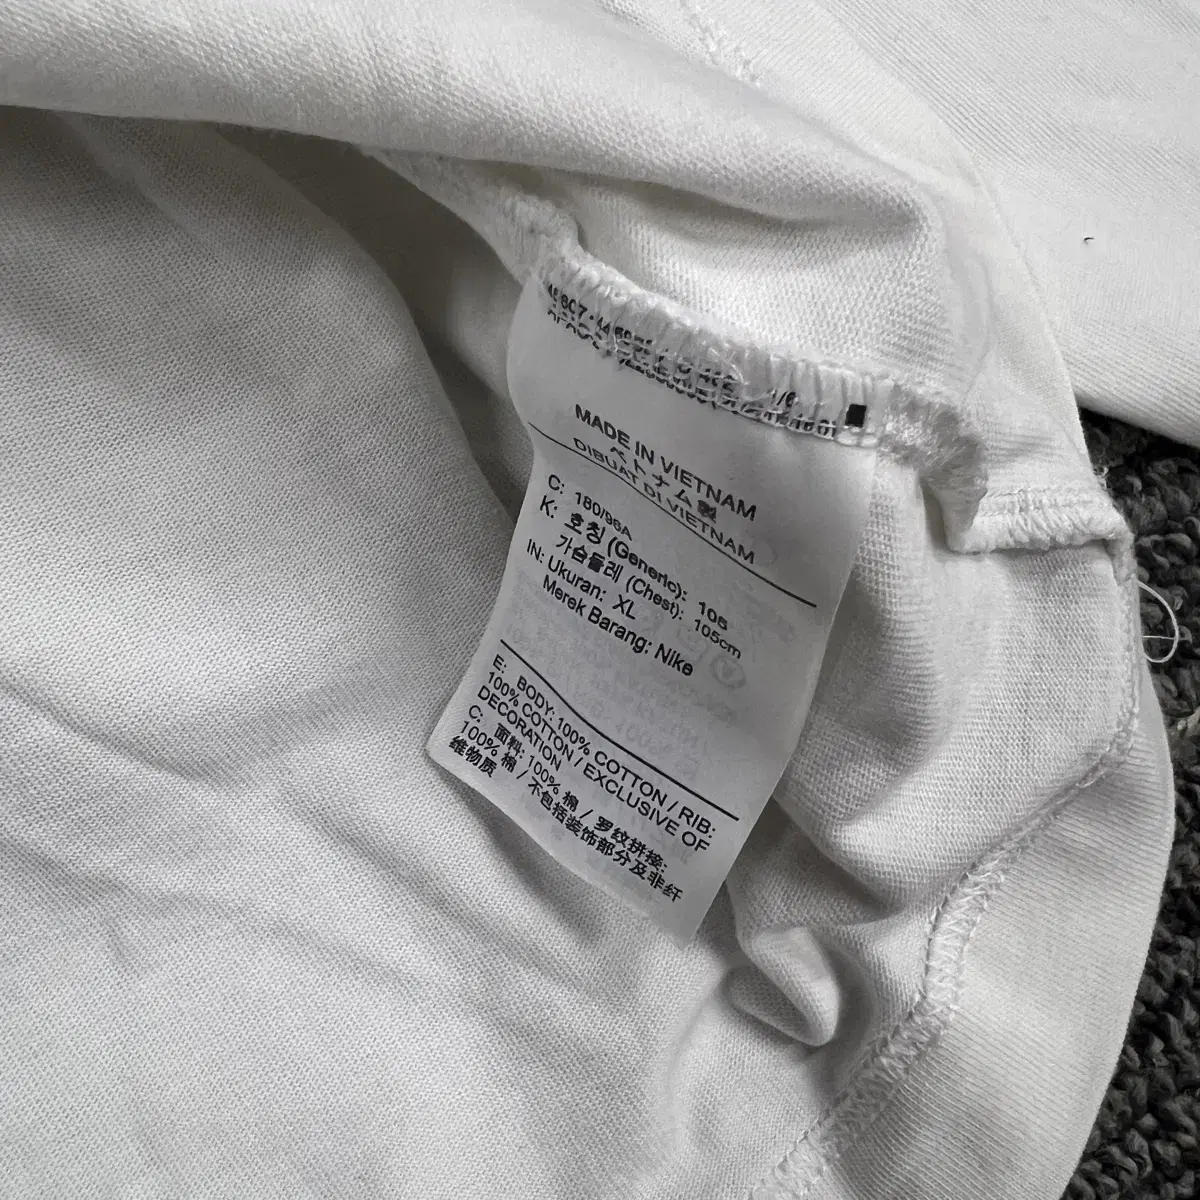 1/6
MADE IN VIETNAM
ベトナム製
DIBUAT DI VIETNAM
C: 180/96A
K: 호칭 (Generic): 105
가슴둘레 (Chest): 105cm
IN: Ukuran: XL
Merek Barang: Nike
E: BODY: 100% COTTON / RIB:
100% COTTON / EXCLUSIVE OF
DECORATION
C: 面料: 100% 棉 / 罗纹拼接:
100% 棉 / 不包括装饰部分及非纤
维物质